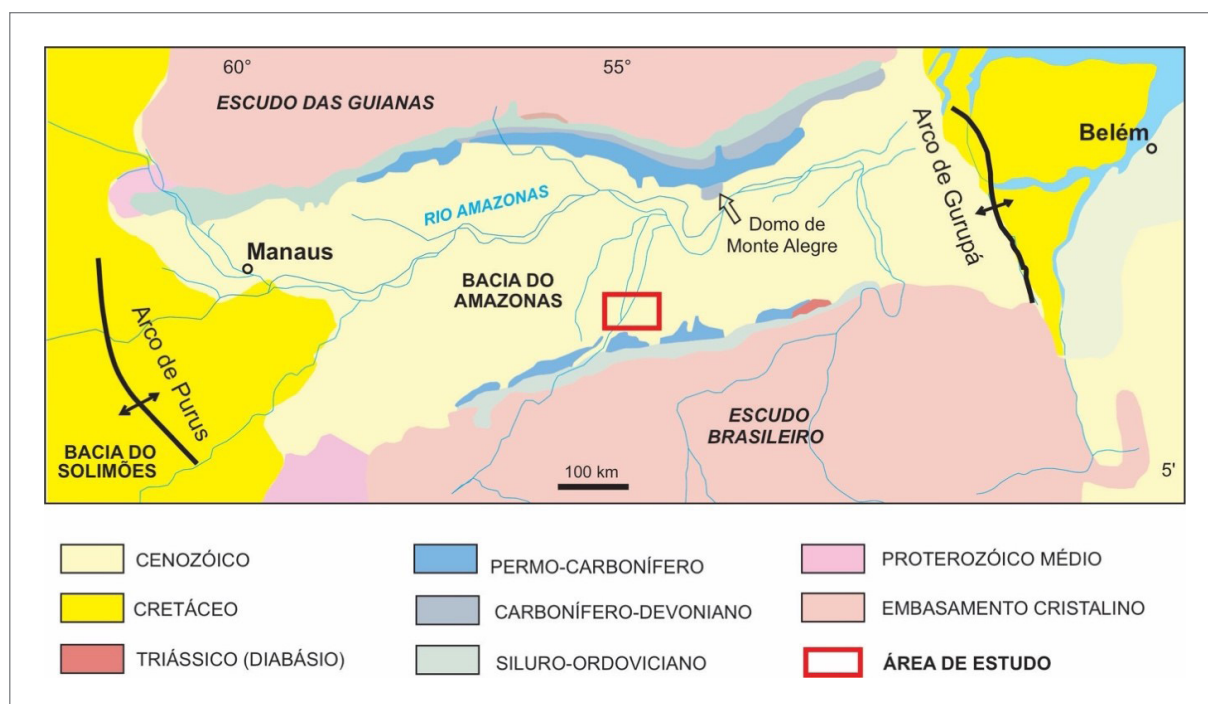 60°
55°
ESCUDO DAS GUIANAS
Belém
Arco de Gurupá
RIO AMAZONAS
Domo de
Monte Alegre
Manaus
BACIA DO
AMAZONAS
Arco de Purus
ESCUDO
BRASILEIRO
BACIA DO
SOLIMÕES
100 km
5'
CENOZÓICO
PERMO-CARBONÍFERO
PROTEROZÓICO MÉDIO
CRETÁCEO
CARBONÍFERO-DEVONIANO
EMBASAMENTO CRISTALINO
TRIÁSSICO (DIABÁSIO)
SILURO-ORDOVICIANO
ÁREA DE ESTUDO